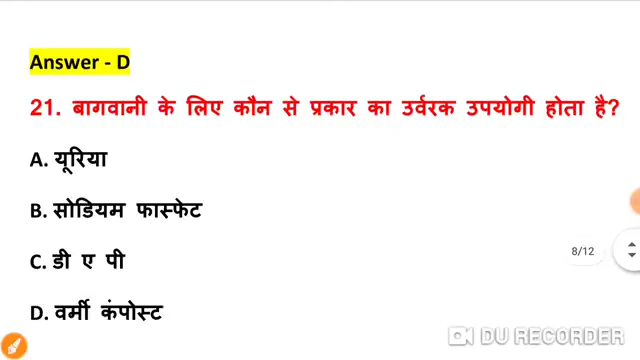 Answer - D
21. बागवानी के लिए कौन से प्रकार का उर्वरक उपयोगी होता है?
A. यूरिया
B. सोडियम फास्फेट
C. डी ए पी
8/12
D. वर्मी कंपोस्ट
DU RECORDER